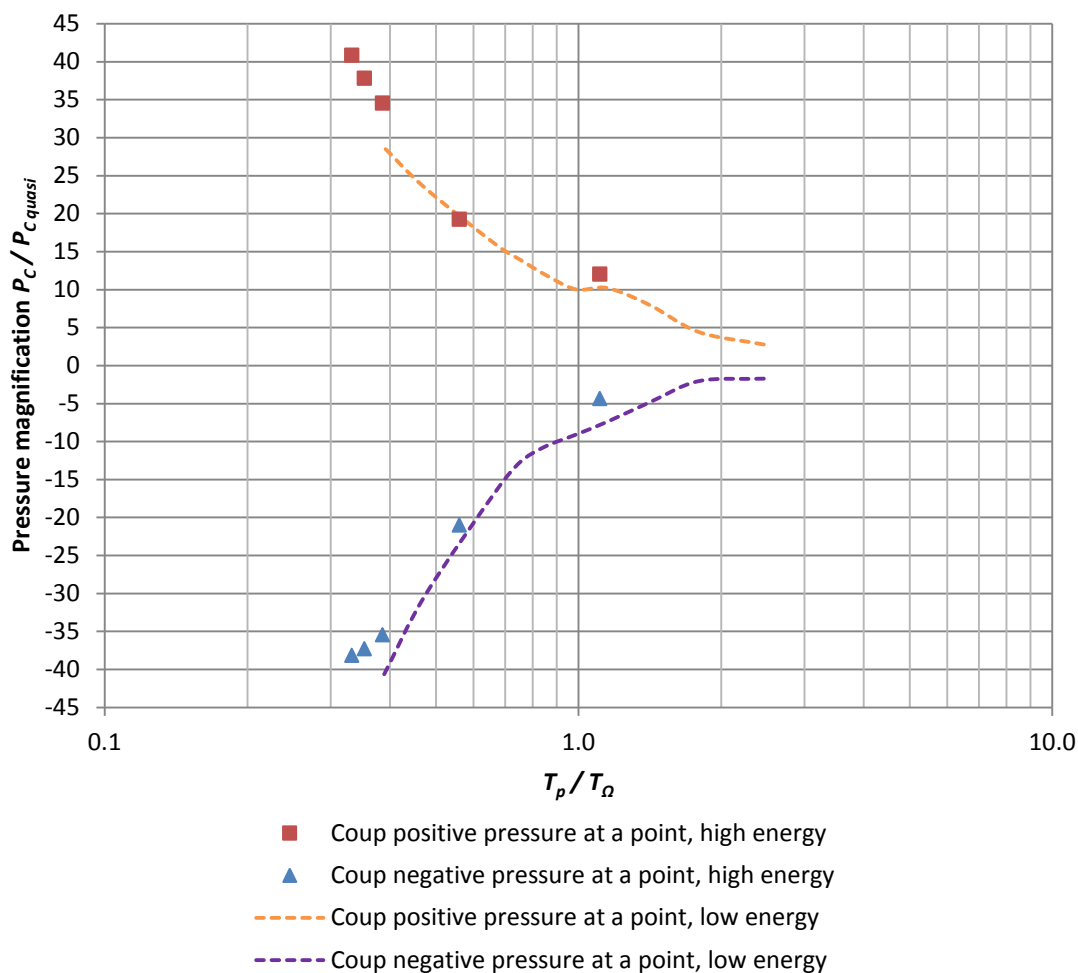 45
40
35
30
25
20
15
10
5
0
-5
-10
-15
-20
-25
-30
-35
-40
-45
Pressure magnification P_C / P_C quasi
0.1 1.0 10.0
T_p / T_Ω
Coup positive pressure at a point, high energy
Coup negative pressure at a point, high energy
Coup positive pressure at a point, low energy
Coup negative pressure at a point, low energy